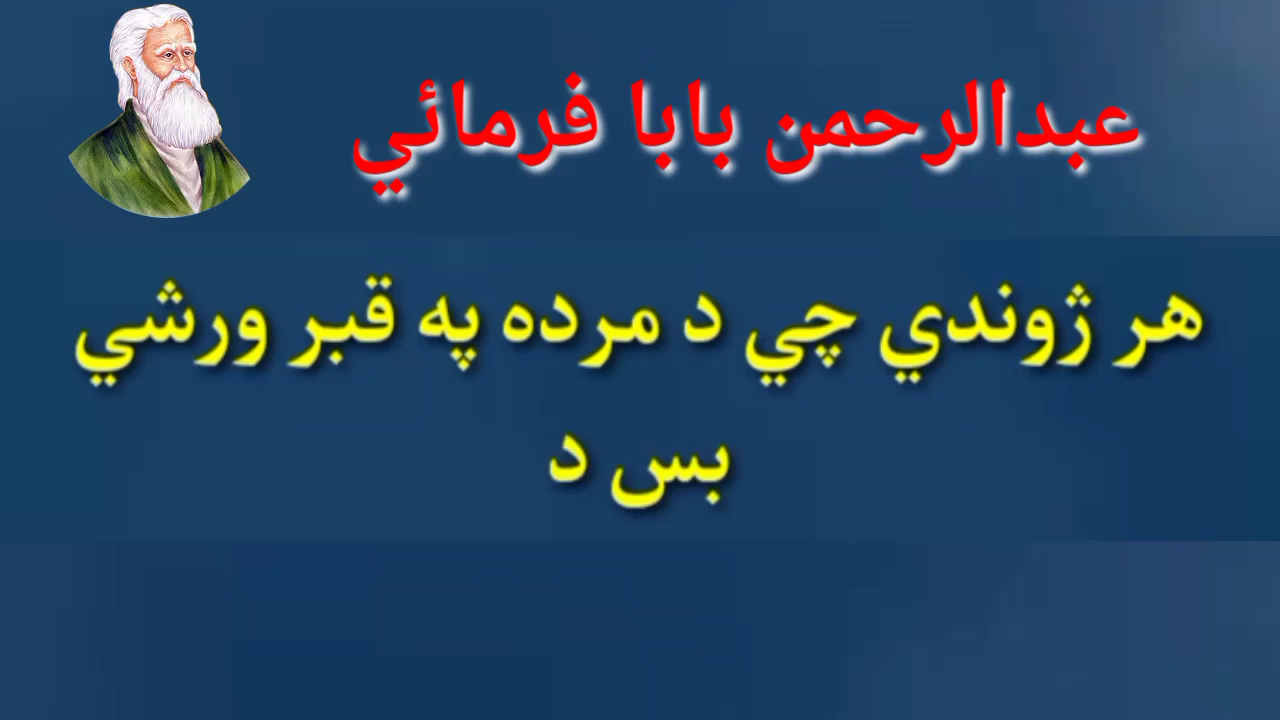 عبدالرحمن بابا فرمائي
هر ژوندي چي د مرده په قبر ورشي
بس د